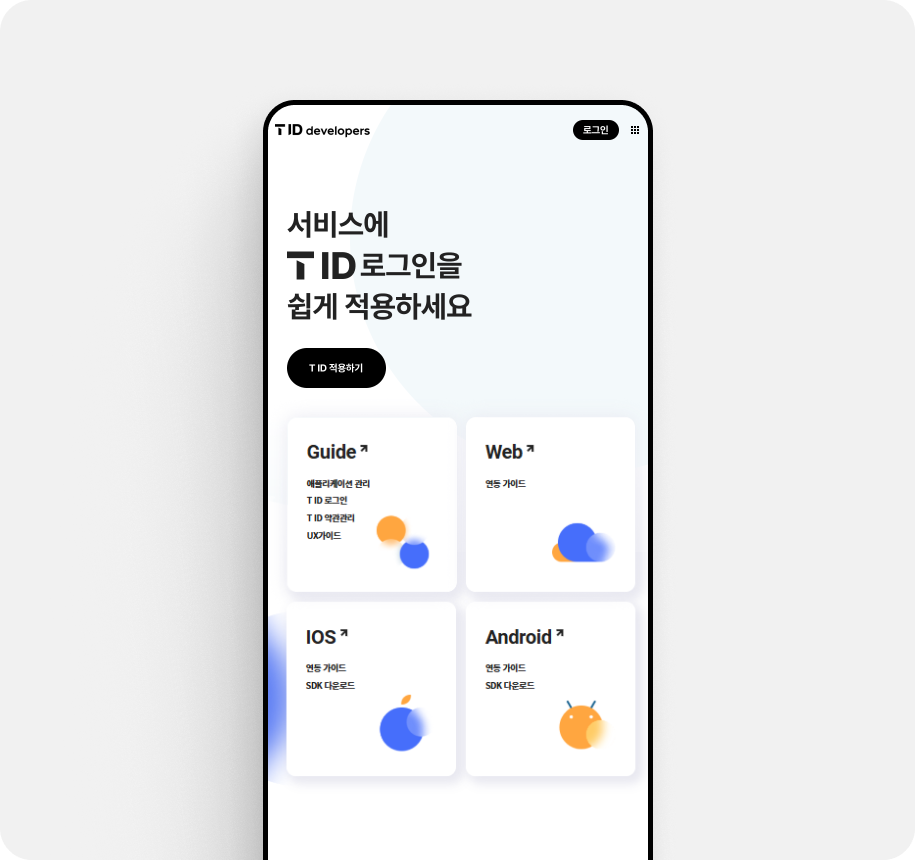 T ID developers
로그인
서비스에
T ID 로그인을
쉽게 적용하세요
T ID 적용하기
Guide
애플리케이션 관리
T ID 로그인
T ID 약관관리
UX가이드
Web
연동 가이드
IOS
연동 가이드
SDK 다운로드
Android
연동 가이드
SDK 다운로드